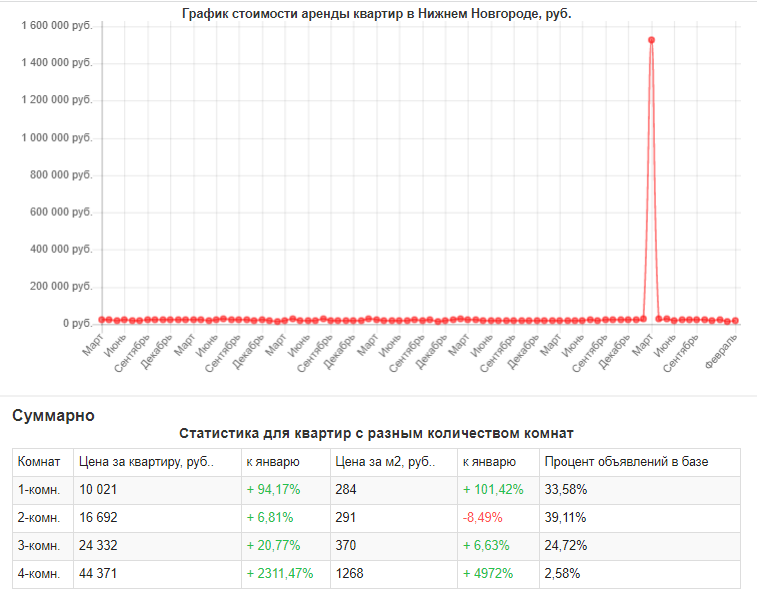 График стоимости аренды квартир в Нижнем Новгороде, руб.
1 600 000 руб.
1 400 000 руб.
1 200 000 руб.
1 000 000 руб.
800 000 руб.
600 000 руб.
400 000 руб.
200 000 руб.
0 руб.
Март Июнь Сентябрь Декабрь Март Июнь Сентябрь Декабрь Март Июнь Сентябрь Декабрь Март Июнь Сентябрь Декабрь Март Июнь Сентябрь Декабрь Март Июнь Сентябрь Декабрь Март Июнь Сентябрь Февраль
Суммарно
Статистика для квартир с разным количеством комнат
Комнат Цена за квартиру, руб.. к январю Цена за м2, руб.. к январю Процент объявлений в базе
1-комн. 10 021 + 94,17% 284 + 101,42% 33,58%
2-комн. 16 692 + 6,81% 291 -8,49% 39,11%
3-комн. 24 332 + 20,77% 370 + 6,63% 24,72%
4-комн. 44 371 + 2311,47% 1268 + 4972% 2,58%